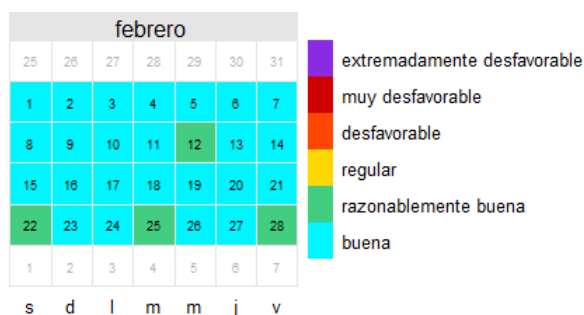 febrero
25 26 27 28 29 30 31
1 2 3 4 5 6 7
8 9 10 11 12 13 14
15 16 17 18 19 20 21
22 23 24 25 26 27 28
1 2 3 4 5 6 7
s d l m m j v
extremadamente desfavorable
muy desfavorable
desfavorable
regular
razonablemente buena
buena